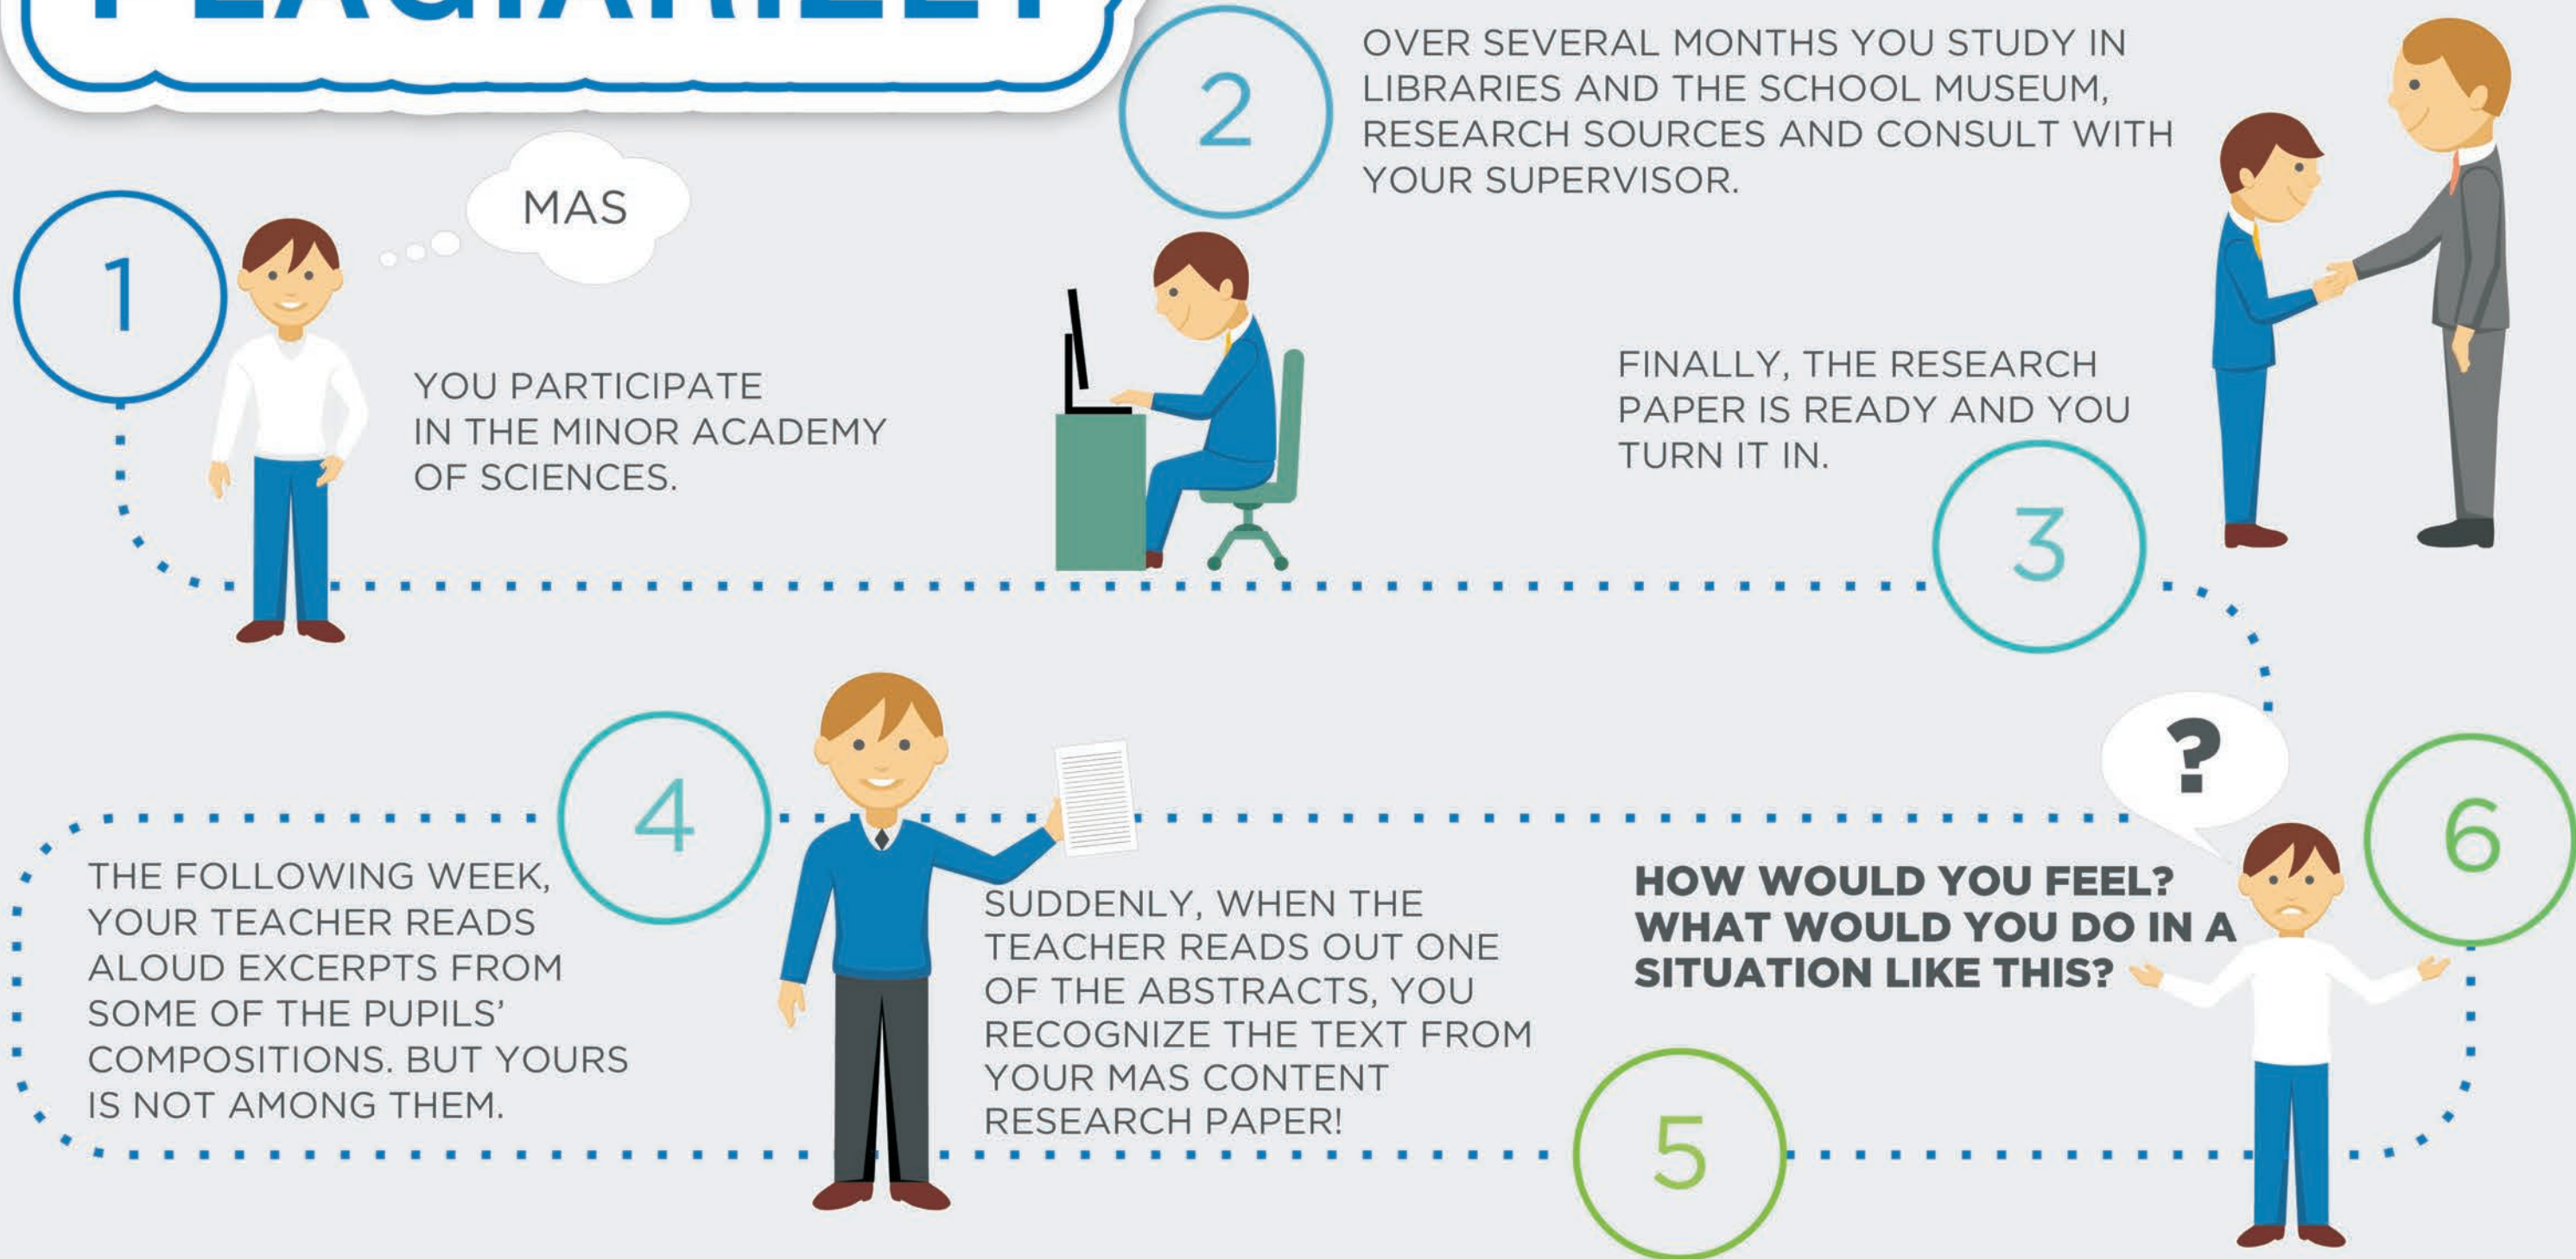 PLAGIARIZE?
MAS
1
YOU PARTICIPATE
IN THE MINOR ACADEMY
OF SCIENCES.
2
OVER SEVERAL MONTHS YOU STUDY IN
LIBRARIES AND THE SCHOOL MUSEUM,
RESEARCH SOURCES AND CONSULT WITH
YOUR SUPERVISOR.
FINALLY, THE RESEARCH
PAPER IS READY AND YOU
TURN IT IN.
3
4
THE FOLLOWING WEEK,
YOUR TEACHER READS
ALOUD EXCERPTS FROM
SOME OF THE PUPILS'
COMPOSITIONS. BUT YOURS
IS NOT AMONG THEM.
SUDDENLY, WHEN THE
TEACHER READS OUT ONE
OF THE ABSTRACTS, YOU
RECOGNIZE THE TEXT FROM
YOUR MAS CONTENT
RESEARCH PAPER!
5
?
6
HOW WOULD YOU FEEL?
WHAT WOULD YOU DO IN A
SITUATION LIKE THIS?